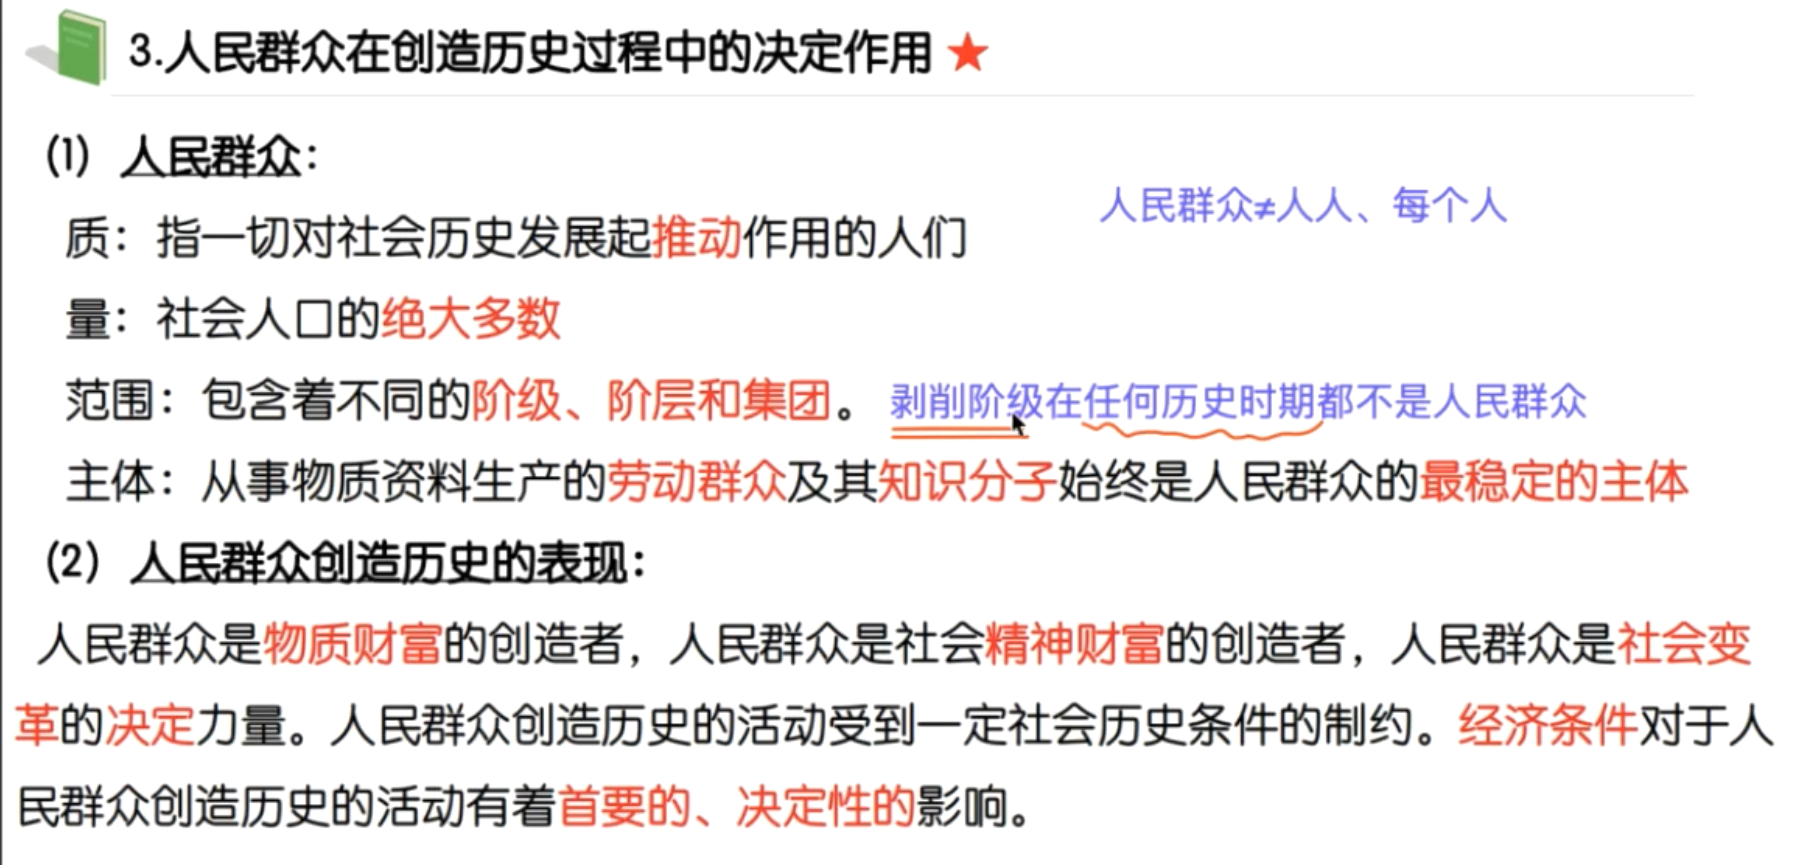 3.人民群众在创造历史过程中的决定作用
(1) 人民群众：
人民群众≠人人、每个人
质：指一切对社会历史发展起推动作用的人们
量：社会人口的绝大多数
范围：包含着不同的阶级、阶层和集团。 剥削阶级在任何历史时期都不是人民群众
主体：从事物质资料生产的劳动群众及其知识分子始终是人民群众的最稳定的主体
(2) 人民群众创造历史的表现：
人民群众是物质财富的创造者，人民群众是社会精神财富的创造者，人民群众是社会变
革的决定力量。人民群众创造历史的活动受到一定社会历史条件的制约。经济条件对于人
民群众创造历史的活动有着首要的、决定性的影响。